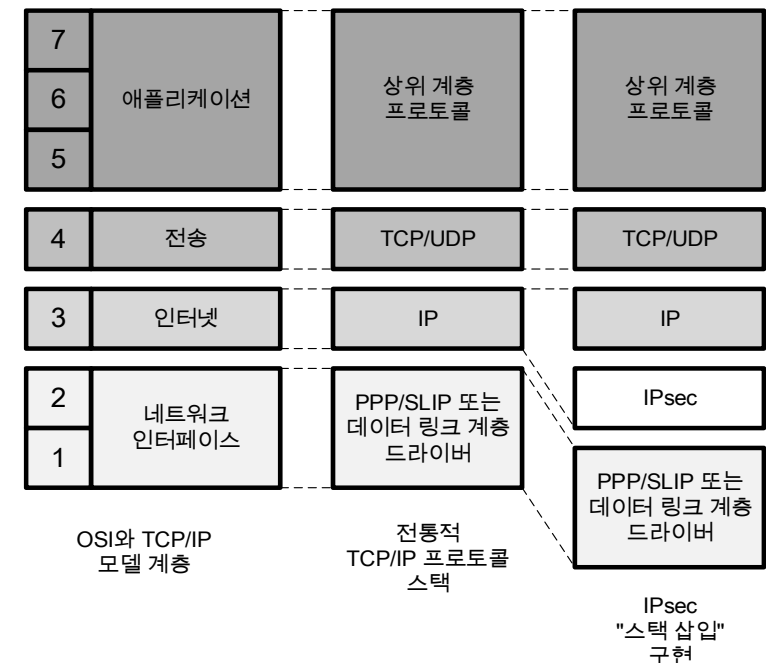 7
6
5
애플리케이션
상위 계층
프로토콜
상위 계층
프로토콜
4
전송
TCP/UDP
TCP/UDP
3
인터넷
IP
IP
2
1
네트워크
인터페이스
PPP/SLIP 또는
데이터 링크 계층
드라이버
IPsec
PPP/SLIP 또는
데이터 링크 계층
드라이버
OSI와 TCP/IP
모델 계층
전통적
TCP/IP 프로토콜
스택
IPsec
"스택 삽입"
구현